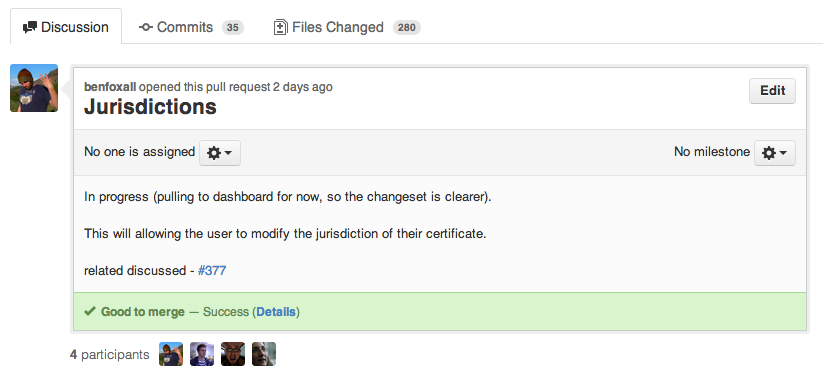 Discussion
Commits 35
Files Changed 280
benfoxall opened this pull request 2 days ago
Edit
Jurisdictions
No one is assigned
No milestone
In progress (pulling to dashboard for now, so the changeset is clearer).
This will allowing the user to modify the jurisdiction of their certificate.
related discussed - #377
Good to merge — Success (Details)
4 participants